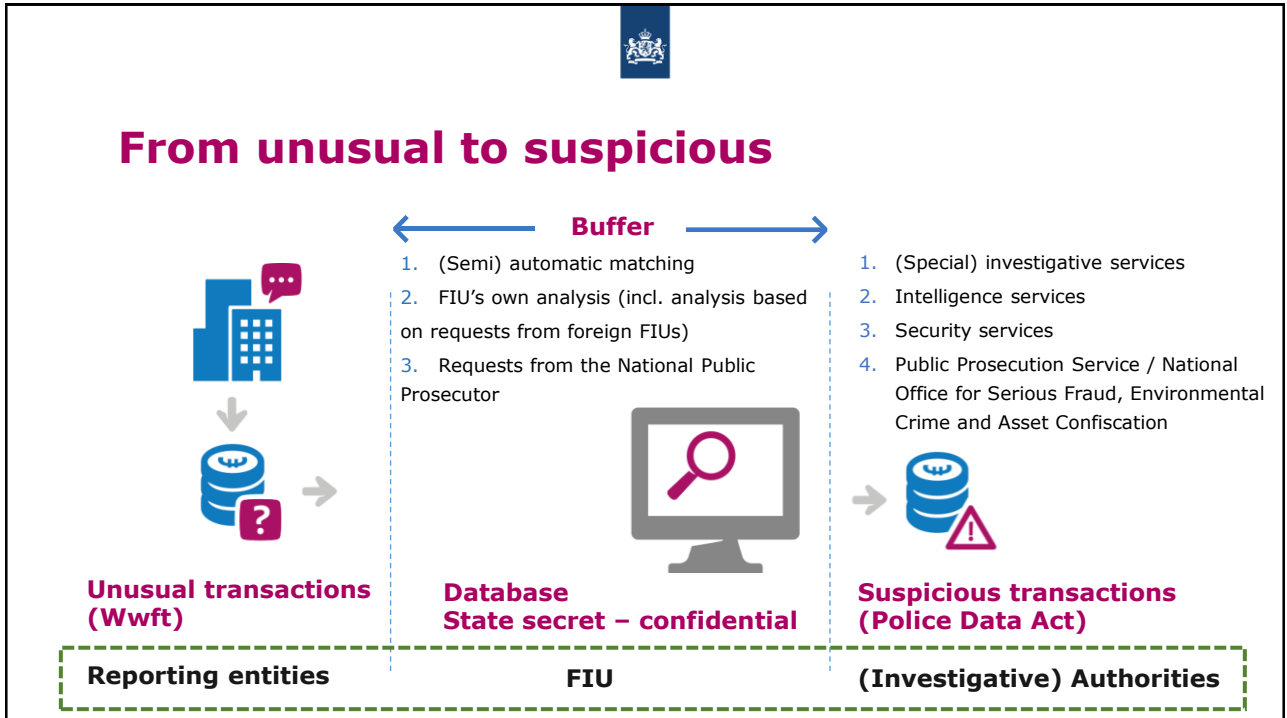 From unusual to suspicious
Buffer
1. (Semi) automatic matching
2. FIU’s own analysis (incl. analysis based
on requests from foreign FIUs)
3. Requests from the National Public
Prosecutor
1. (Special) investigative services
2. Intelligence services
3. Security services
4. Public Prosecution Service / National
Office for Serious Fraud, Environmental
Crime and Asset Confiscation
?
!
Unusual transactions
(Wwft)
Database
State secret – confidential
Suspicious transactions
(Police Data Act)
Reporting entities
FIU
(Investigative) Authorities